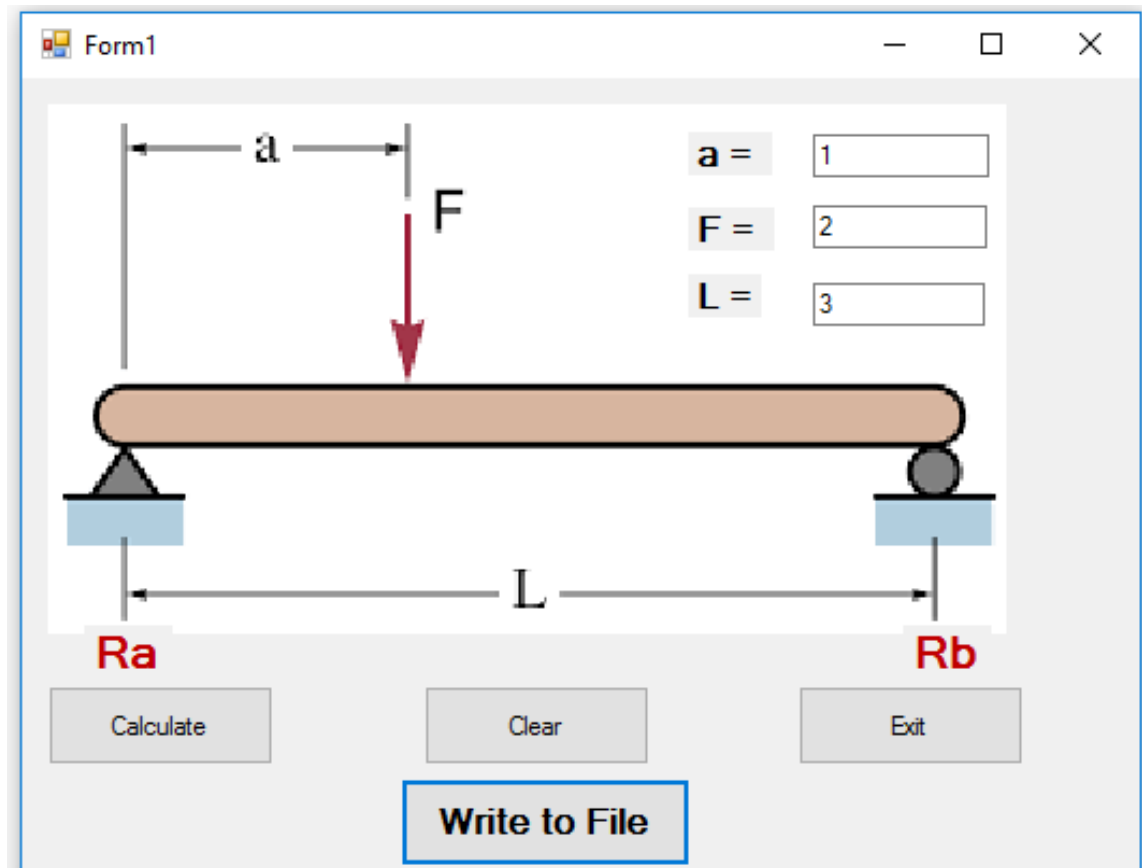 Form1
a
F
a = 1
F = 2
L = 3
L
Ra Rb
Calculate Clear Exit
Write to File